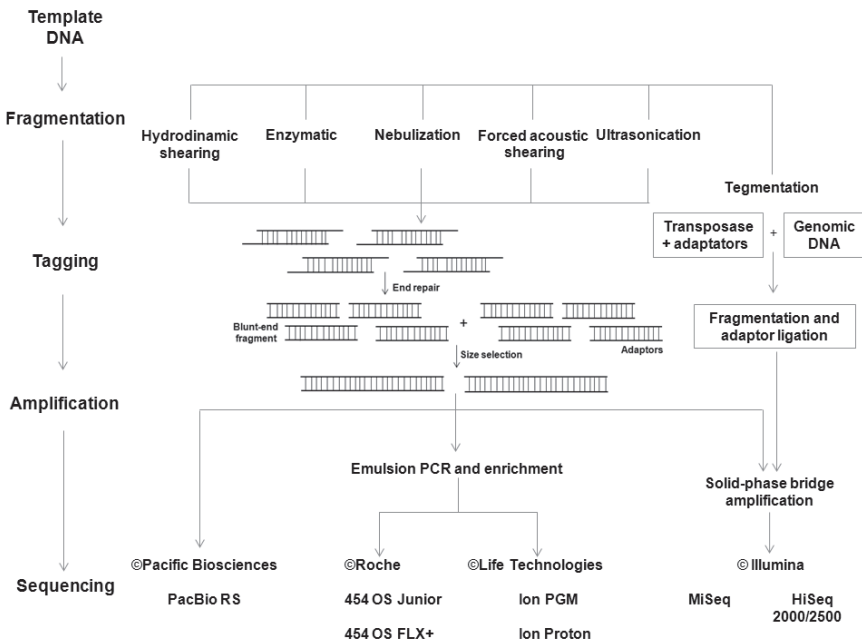 Template
DNA
Fragmentation
Hydrodinamic
shearing
Enzymatic
Nebulization
Forced acoustic
shearing
Ultrasonication
Tegmentation
Transposase
+ adaptators
+
Genomic
DNA
Tagging
End repair
Blunt-end
fragment
+
Adaptors
Fragmentation and
adaptor ligation
Size selection
Amplification
Emulsion PCR and enrichment
Solid-phase bridge
amplification
Sequencing
©Pacific Biosciences
PacBio RS
©Roche
454 OS Junior
454 OS FLX+
©Life Technologies
Ion PGM
Ion Proton
© Illumina
MiSeq
HiSeq
2000/2500